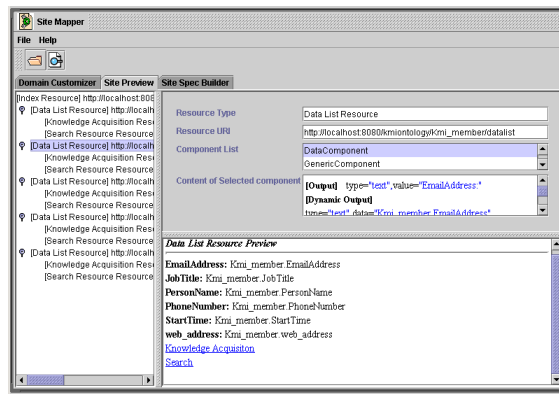 Site Mapper
File Help
Domain Customizer Site Preview Site Spec Builder
[Index Resource] http://localhost:808
[Data List Resource] http://localh
[Knowledge Acquisition Res
[Search Resource Resource
[Data List Resource] http://localh
[Knowledge Acquisition Res
[Search Resource Resource
[Data List Resource] http://localh
[Knowledge Acquisition Res
[Search Resource Resource
[Data List Resource] http://localh
[Knowledge Acquisition Res
[Search Resource Resource
[Data List Resource] http://localh
[Knowledge Acquisition Res
[Search Resource Resource
Resource Type Data List Resource
Resource URI http://localhost:8080/kmiontology/Kmi_member/datalist
Component List DataComponent
GenericComponent
Content of Selected component [Output] type="text",value="EmailAddress:"
[Dynamic Output]
type="text",data="Kmi_member.EmailAddress"
Data List Resource Preview
EmailAddress: Kmi_member.EmailAddress
JobTitle: Kmi_member.JobTitle
PersonName: Kmi_member.PersonName
PhoneNumber: Kmi_member.PhoneNumber
StartTime: Kmi_member.StartTime
web_address: Kmi_member.web_address
Knowledge Acquisiton
Search